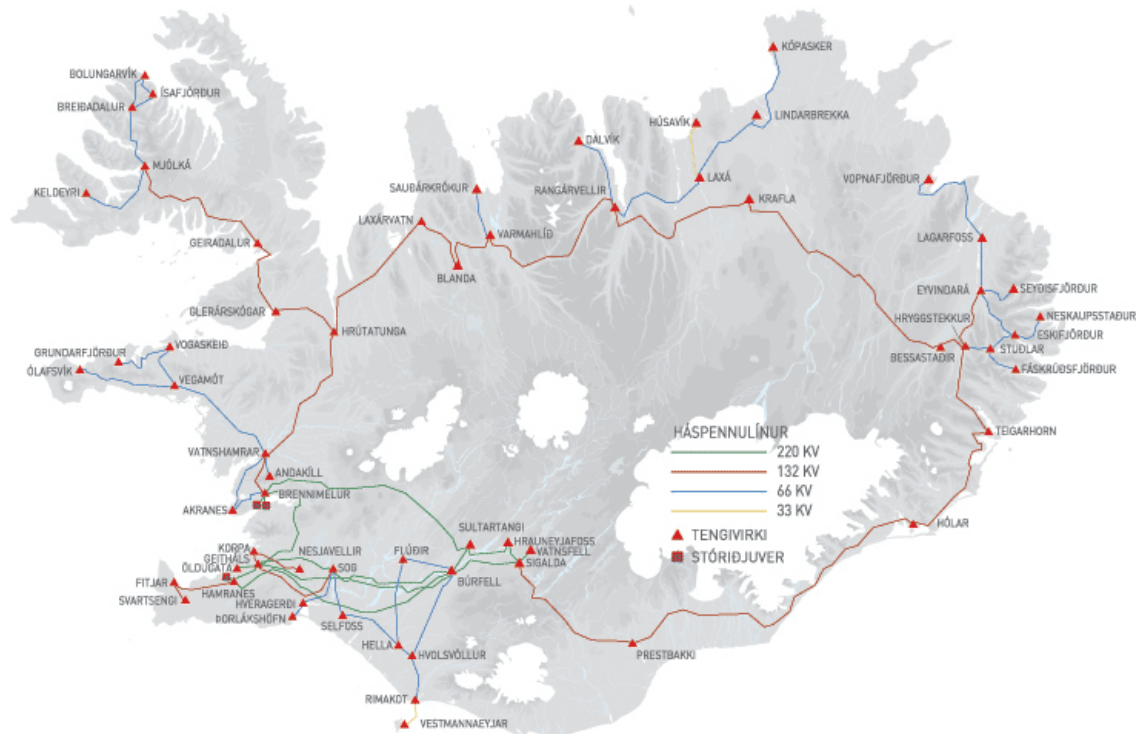 KÓPASKER
BOLUNGARVÍK
ÍSAFJÖRÐUR
BREIÐADALUR
LINDARBREKKA
HÚSAVÍK
DALVÍK
MJÓLKÁ
KELDEYRI
SAUÐÁRKRÓKUR
RANGÁRVELLIR
LAXÁ
VOPNAFJÖRÐUR
KRAFLA
LAXÁRVATN
VARMAHLÍÐ
LAGARFOSS
GEIRADALUR
BLANDA
EYVINDARÁ
SEYÐISFJÖRÐUR
GLERÁRSKÓGAR
HRÚTATUNGA
HRYGGSTEKKUR
NESKAUPSSTAÐUR
ESKIFJÖRÐUR
VOGASKEIÐ
GRUNDARFJÖRÐUR
ÓLAFSVÍK
BESSASTAÐIR
STUÐLAR
FÁSKRÚÐSFJÖRÐUR
VEGAMÓT
HÁSPENNULÍNUR
220 KV
132 KV
66 KV
33 KV
TENGIVIRKI
STÓRIÐJUVER
TEIGARHORN
VATNSHAMRAR
ANDAKÍLL
BRENNIMELUR
AKRANES
HÓLAR
SULTARTANGI
HRAUNEYJAFOSS
VATNSFELL
SIGALDA
KORPA
GEITHÁLS
NESJAVELLIR
FLÚÐIR
ÖLDUGATA
SOG
BÚRFELL
FITJAR
HAMRANES
SVARTSENGI
HVERAGERÐI
ÞORLÁKSHÖFN
SELFOSS
HELLA
HVOLSVÖLLUR
PRESTBAKKI
RIMAKOT
VESTMANNAEYJAR